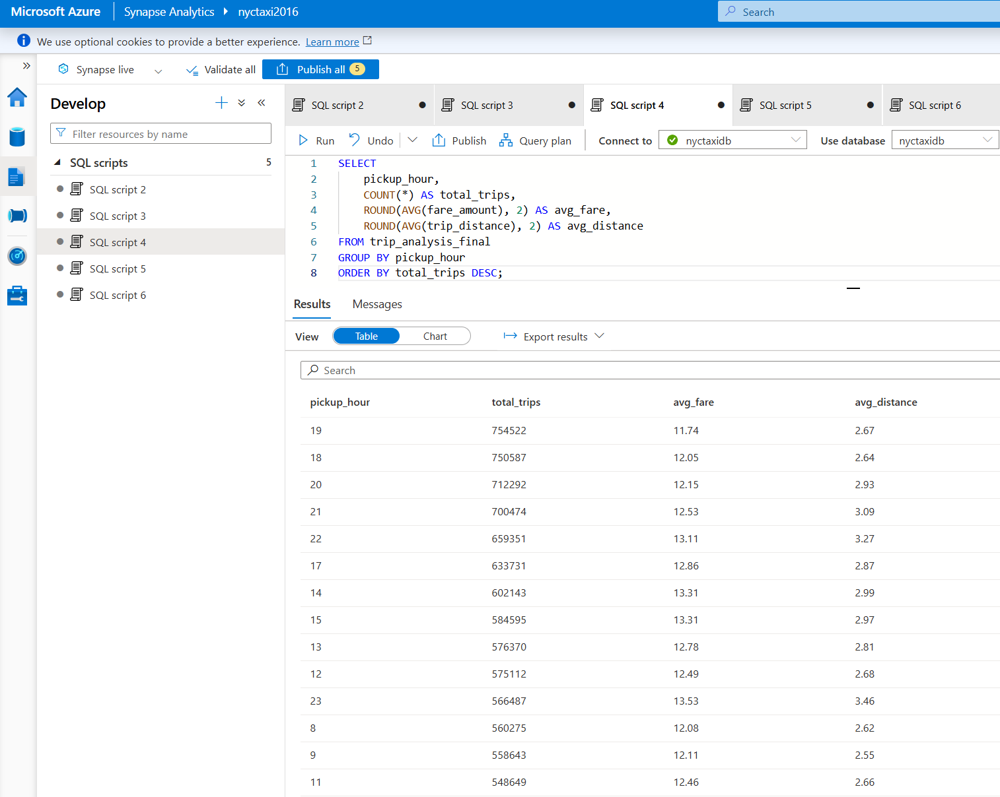 Microsoft Azure Synapse Analytics nyctaxi2016 Search
We use optional cookies to provide a better experience. Learn more
Synapse live Validate all Publish all 5
Develop
Filter resources by name
SQL scripts 5
SQL script 2
SQL script 3
SQL script 4
SQL script 5
SQL script 6
SQL script 2 SQL script 3 SQL script 4 SQL script 5 SQL script 6
Run Undo Publish Query plan Connect to nyctaxidb Use database nyctaxidb
1 SELECT
2 pickup_hour,
3 COUNT(*) AS total_trips,
4 ROUND(AVG(fare_amount), 2) AS avg_fare,
5 ROUND(AVG(trip_distance), 2) AS avg_distance
6 FROM trip_analysis_final
7 GROUP BY pickup_hour
8 ORDER BY total_trips DESC;
Results Messages
View Table Chart Export results
Search
pickup_hour total_trips avg_fare avg_distance
19 754522 11.74 2.67
18 750587 12.05 2.64
20 712292 12.15 2.93
21 700474 12.53 3.09
22 659351 13.11 3.27
17 633731 12.86 2.87
14 602143 13.31 2.99
15 584595 13.31 2.97
13 576370 12.78 2.81
12 575112 12.49 2.68
23 566487 13.53 3.46
8 560275 12.08 2.62
9 558643 12.11 2.55
11 548649 12.46 2.66